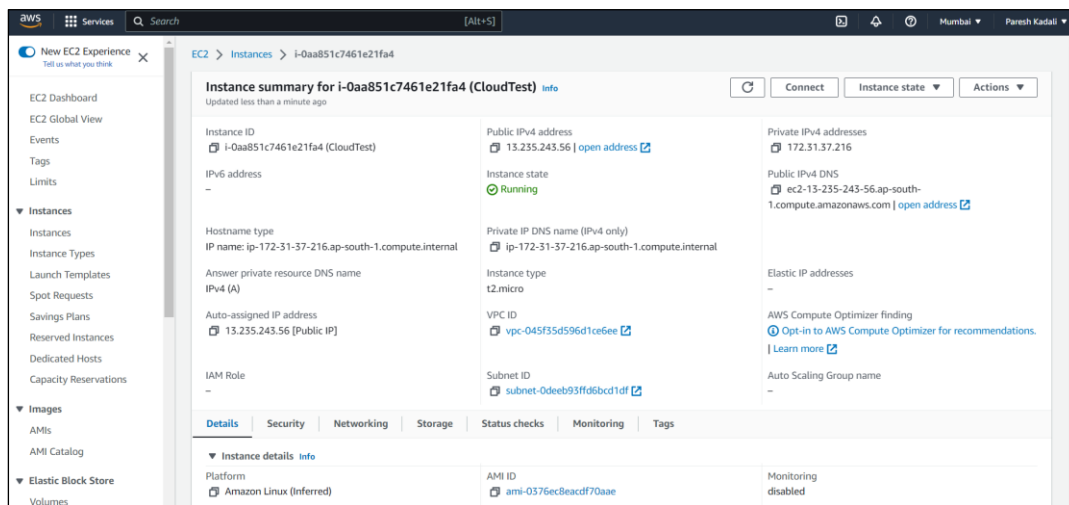 aws Services Search [Alt+S] Mumbai ▼ Paresh Kadali ▼
New EC2 Experience
Tell us what you think
EC2 Dashboard
EC2 Global View
Events
Tags
Limits
▼ Instances
Instances
Instance Types
Launch Templates
Spot Requests
Savings Plans
Reserved Instances
Dedicated Hosts
Capacity Reservations
▼ Images
AMIs
AMI Catalog
▼ Elastic Block Store
Volumes
EC2 > Instances > i-0aa851c7461e21fa4
Instance summary for i-0aa851c7461e21fa4 (CloudTest) Info
Updated less than a minute ago
Connect Instance state ▼ Actions ▼
Instance ID
i-0aa851c7461e21fa4 (CloudTest)
Public IPv4 address
13.235.243.56 | open address
Private IPv4 addresses
172.31.37.216
IPv6 address
–
Instance state
Running
Public IPv4 DNS
ec2-13-235-243-56.ap-south-
1.compute.amazonaws.com | open address
Hostname type
IP name: ip-172-31-37-216.ap-south-1.compute.internal
Private IP DNS name (IPv4 only)
ip-172-31-37-216.ap-south-1.compute.internal
Answer private resource DNS name
IPv4 (A)
Instance type
t2.micro
Elastic IP addresses
–
Auto-assigned IP address
13.235.243.56 [Public IP]
VPC ID
vpc-045f35d596d1ce6ee
AWS Compute Optimizer finding
Opt-in to AWS Compute Optimizer for recommendations.
| Learn more
IAM Role
–
Subnet ID
subnet-0deeb93ffd6bcd1df
Auto Scaling Group name
–
Details Security Networking Storage Status checks Monitoring Tags
▼ Instance details Info
Platform
Amazon Linux (Inferred)
AMI ID
ami-0376ec8eacdf70aae
Monitoring
disabled